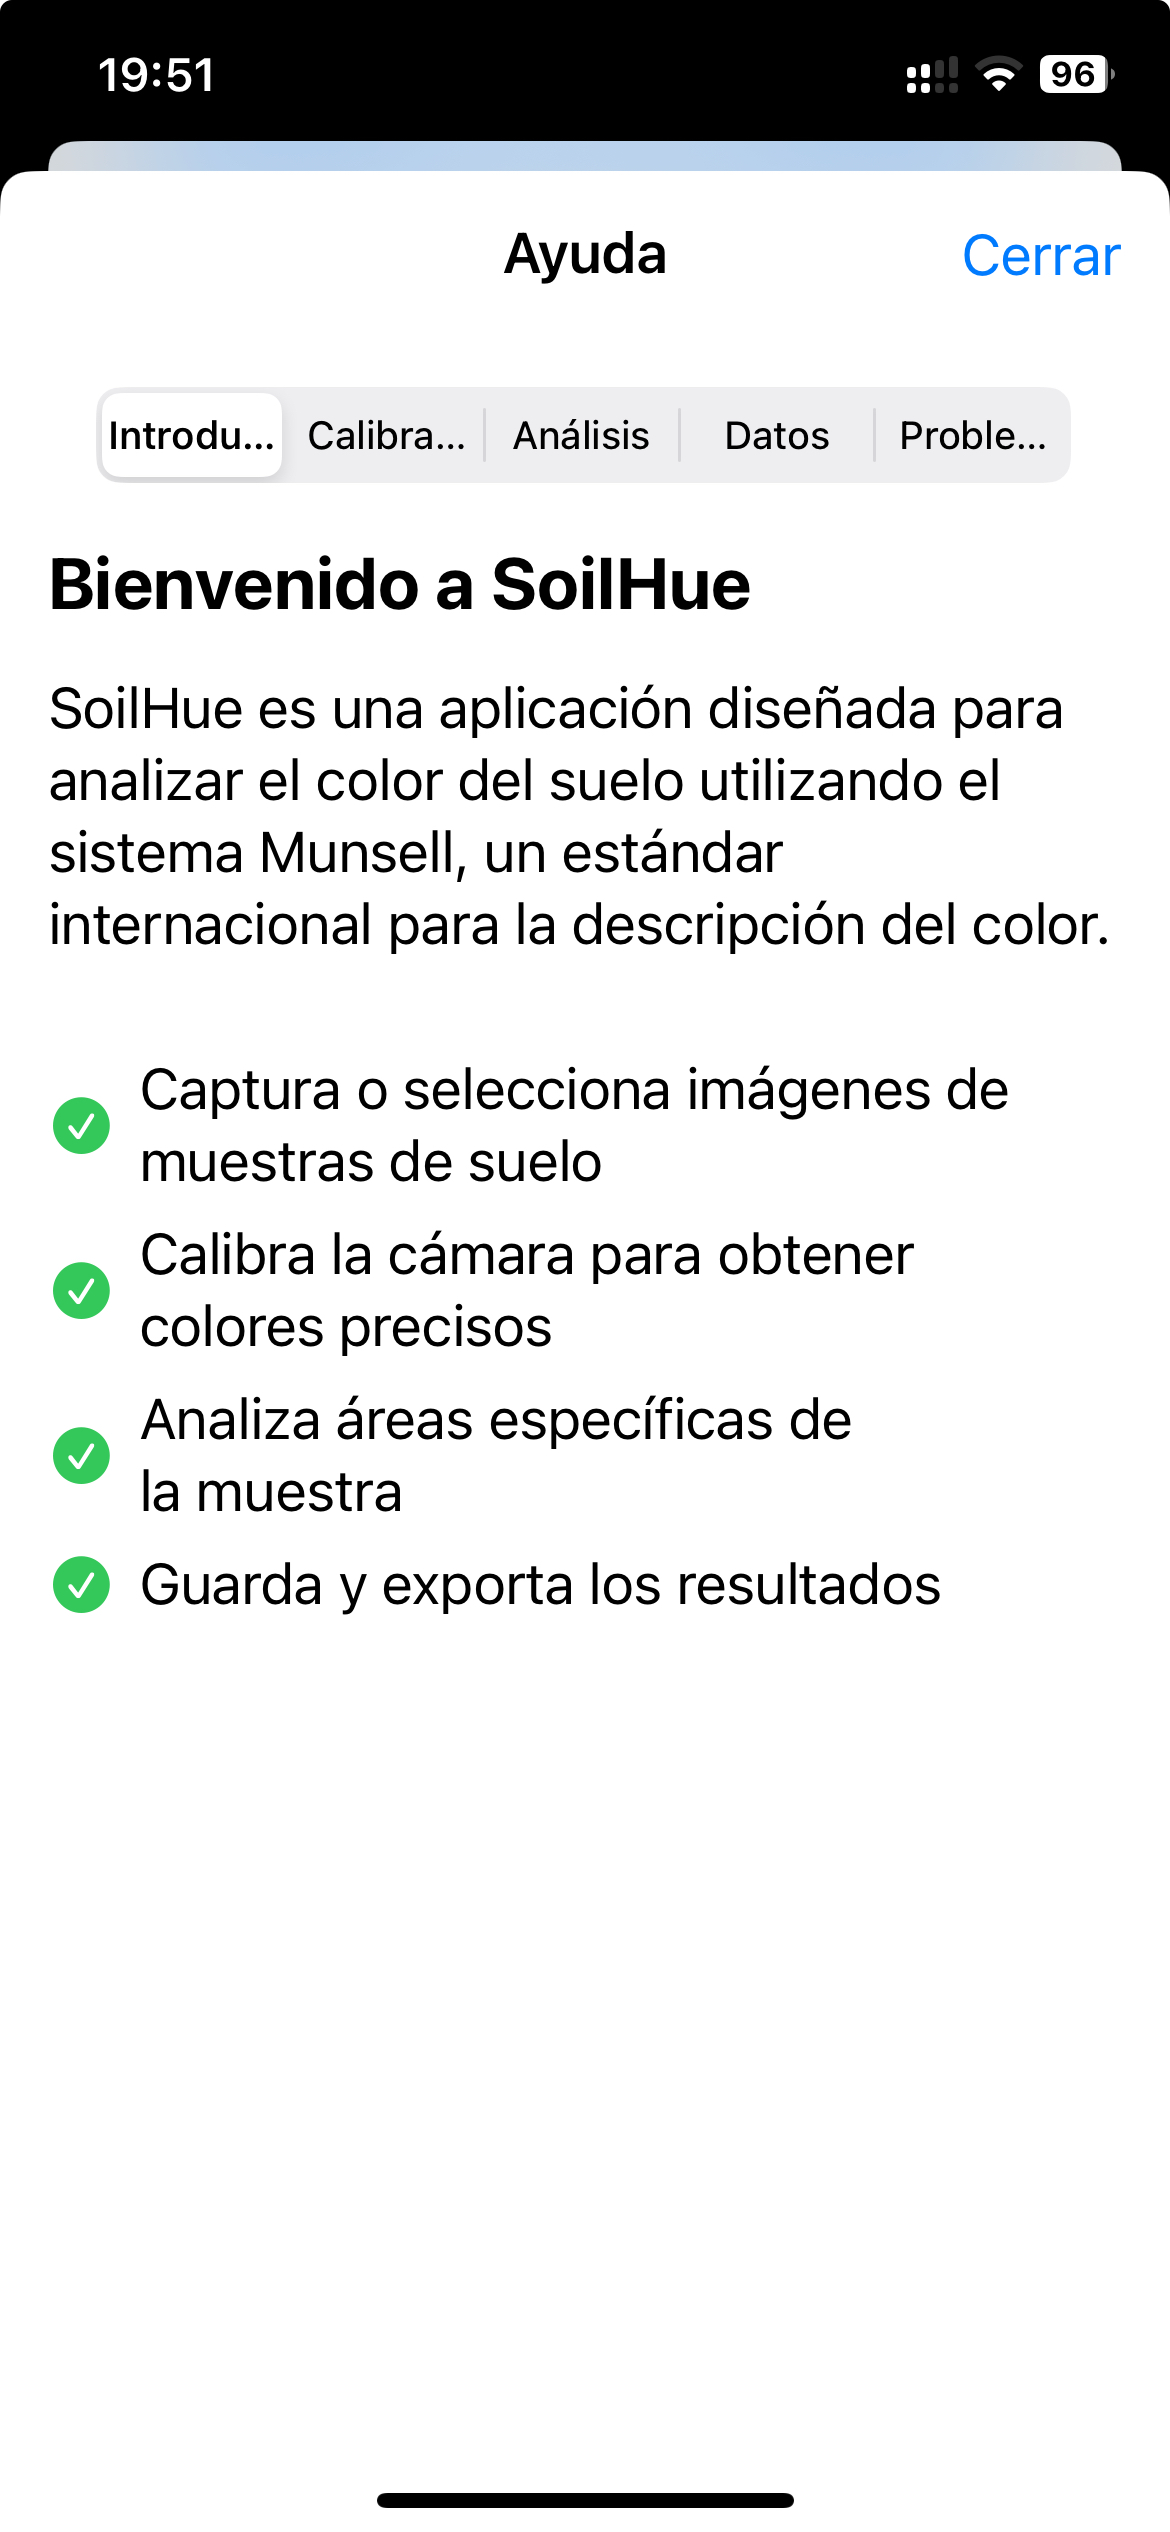 19:51
96
Ayuda
Cerrar
Introdu...
Calibra...
Análisis
Datos
Proble...
Bienvenido a SoilHue
SoilHue es una aplicación diseñada para
analizar el color del suelo utilizando el
sistema Munsell, un estándar
internacional para la descripción del color.
Captura o selecciona imágenes de
muestras de suelo
Calibra la cámara para obtener
colores precisos
Analiza áreas específicas de
la muestra
Guarda y exporta los resultados